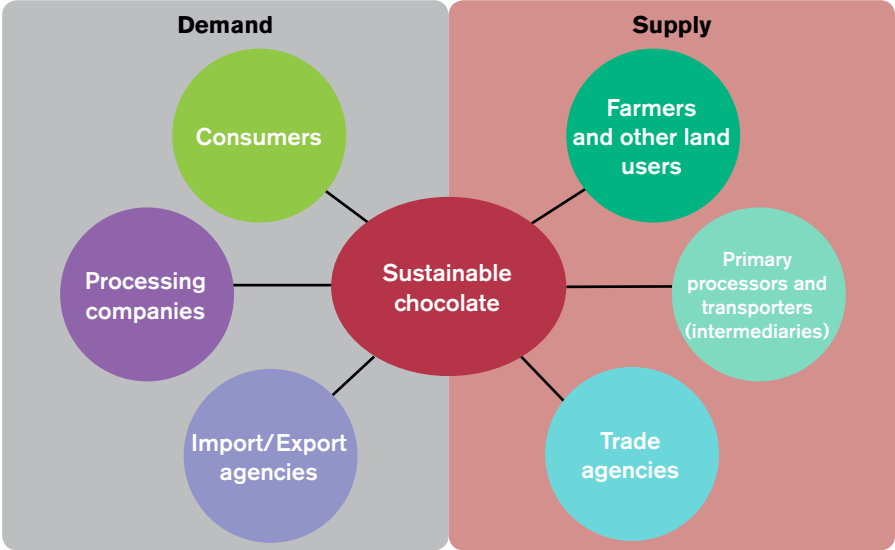 Demand
Supply
Consumers
Farmers
and other land
users
Processing
companies
Sustainable
chocolate
Primary
processors and
transporters
(intermediaries)
Import/Export
agencies
Trade
agencies